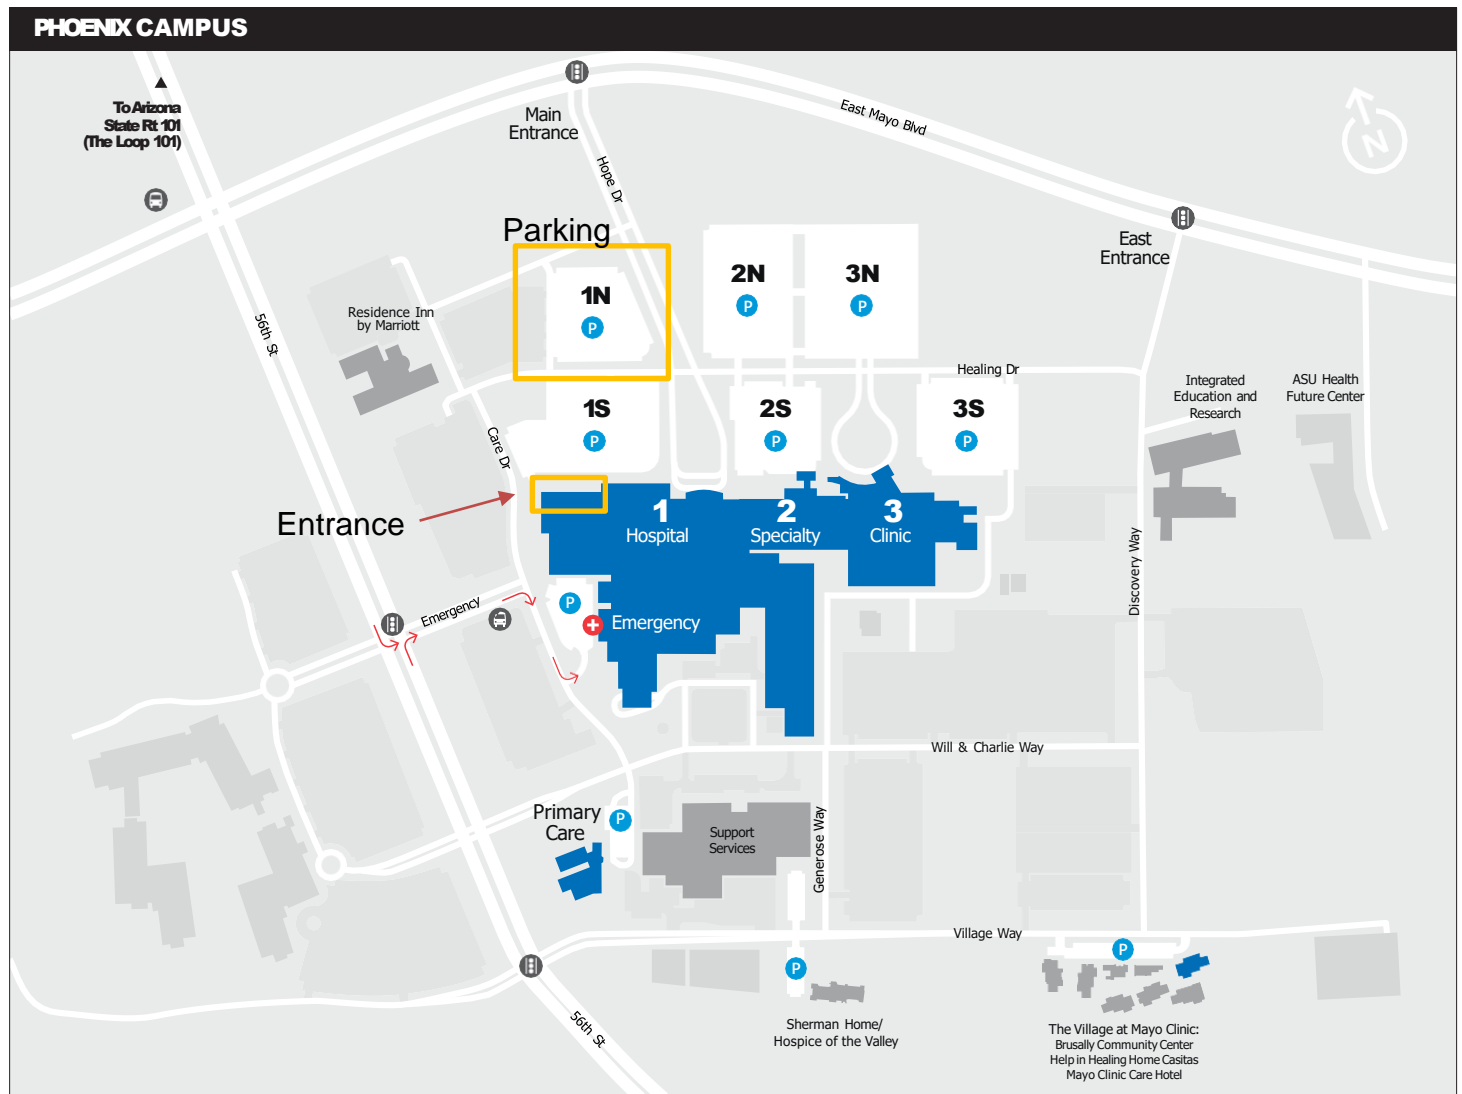 PHOENIX CAMPUS
To Arizona
State Rt 101
(The Loop 101)
Main
Entrance
East Mayo Blvd
N
Hope Dr
Parking
East
Entrance
1N
P
2N
P
3N
P
56th St
Residence Inn
by Marriott
Healing Dr
Integrated
Education and
Research
ASU Health
Future Center
1S
P
2S
P
3S
P
Care Dr
Entrance
1
Hospital
2
Specialty
3
Clinic
Discovery Way
Emergency
P
Emergency
Will & Charlie Way
Primary
Care
P
Support
Services
Generose Way
Village Way
P
P
56th St
Sherman Home/
Hospice of the Valley
The Village at Mayo Clinic:
Brusally Community Center
Help in Healing Home Casitas
Mayo Clinic Care Hotel